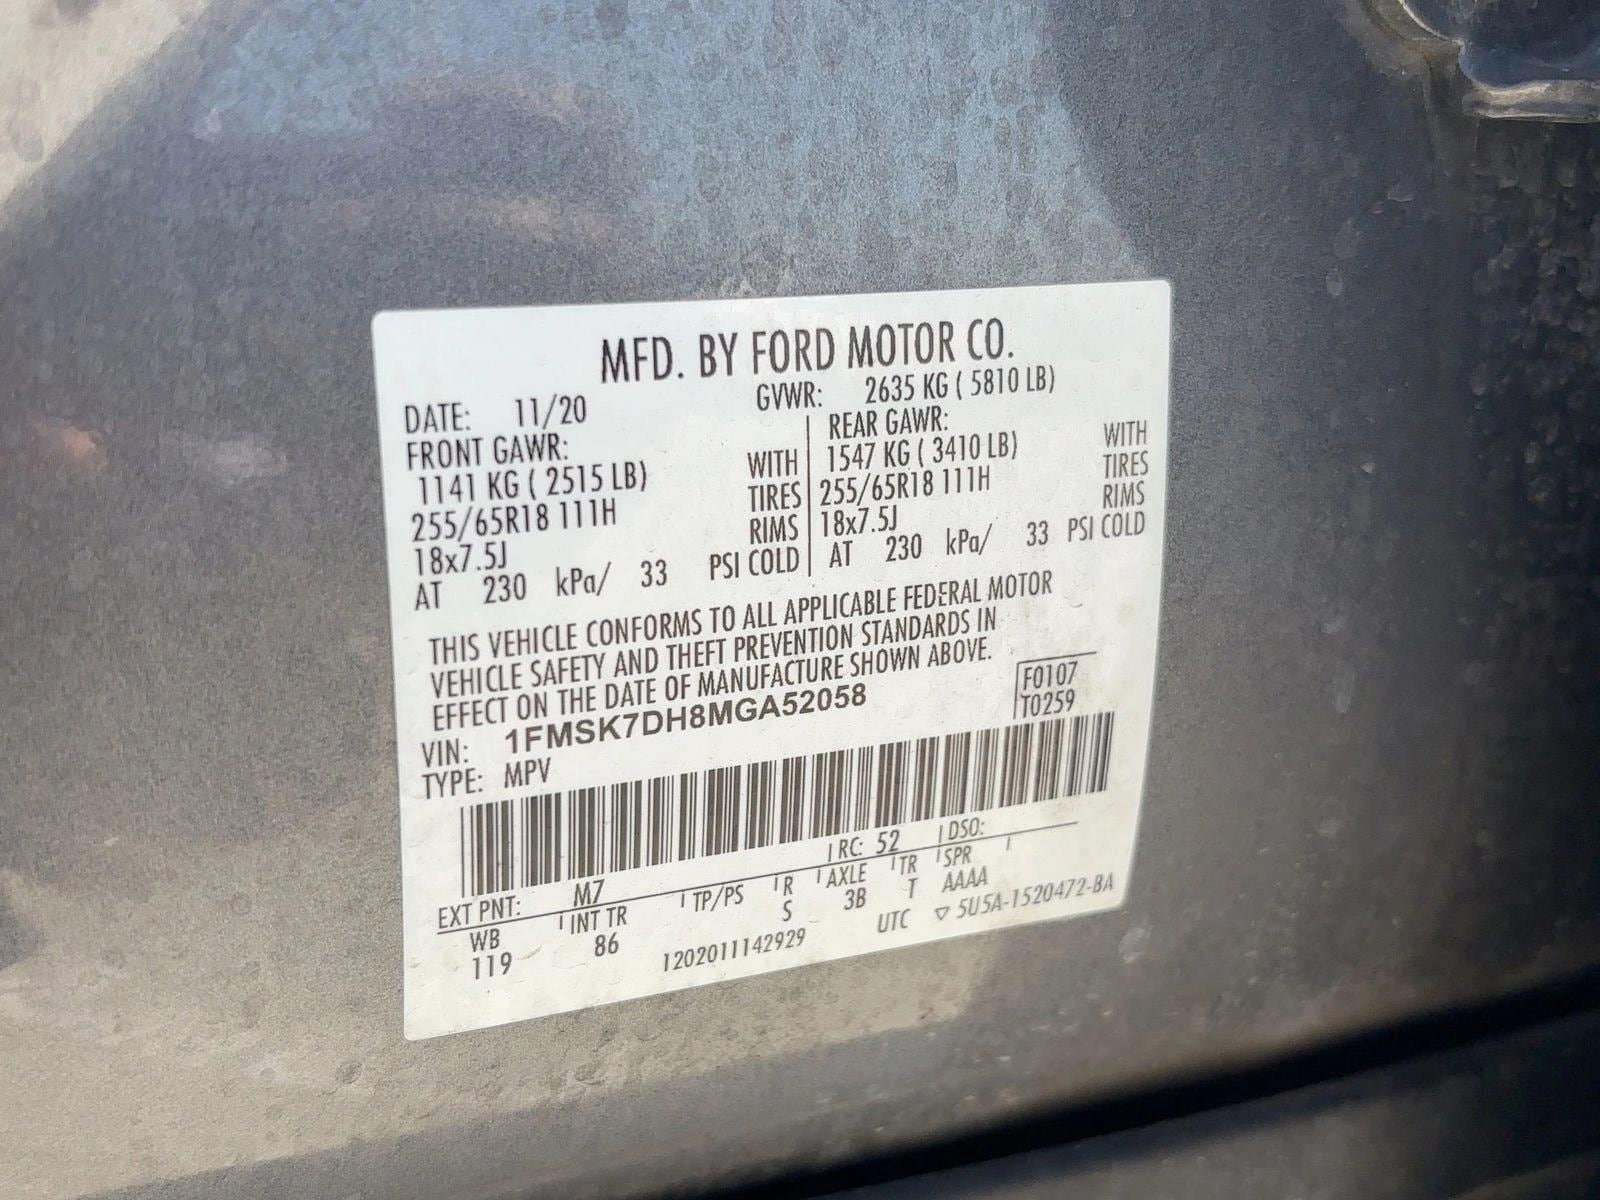 MFD. BY FORD MOTOR CO.
DATE: 11/20 GVWR: 2635 KG ( 5810 LB)
FRONT GAWR: REAR GAWR:
1141 KG ( 2515 LB) WITH 1547 KG ( 3410 LB) WITH
255/65R18 111H TIRES 255/65R18 111H TIRES
18x7.5J RIMS 18x7.5J RIMS
AT 230 kPa/ 33 PSI COLD AT 230 kPa/ 33 PSI COLD
THIS VEHICLE CONFORMS TO ALL APPLICABLE FEDERAL MOTOR
VEHICLE SAFETY AND THEFT PREVENTION STANDARDS IN
EFFECT ON THE DATE OF MANUFACTURE SHOWN ABOVE.
VIN: 1FMSK7DH8MGA52058 F0107
TYPE: MPV T0259
EXT PNT: M7 RC: 52 DSO:
WB INT TR TP/PS R AXLE TR SPR
119 86 S 3B T AAAA
1202011142929 UTC ▽ 5U5A-1520472-BA